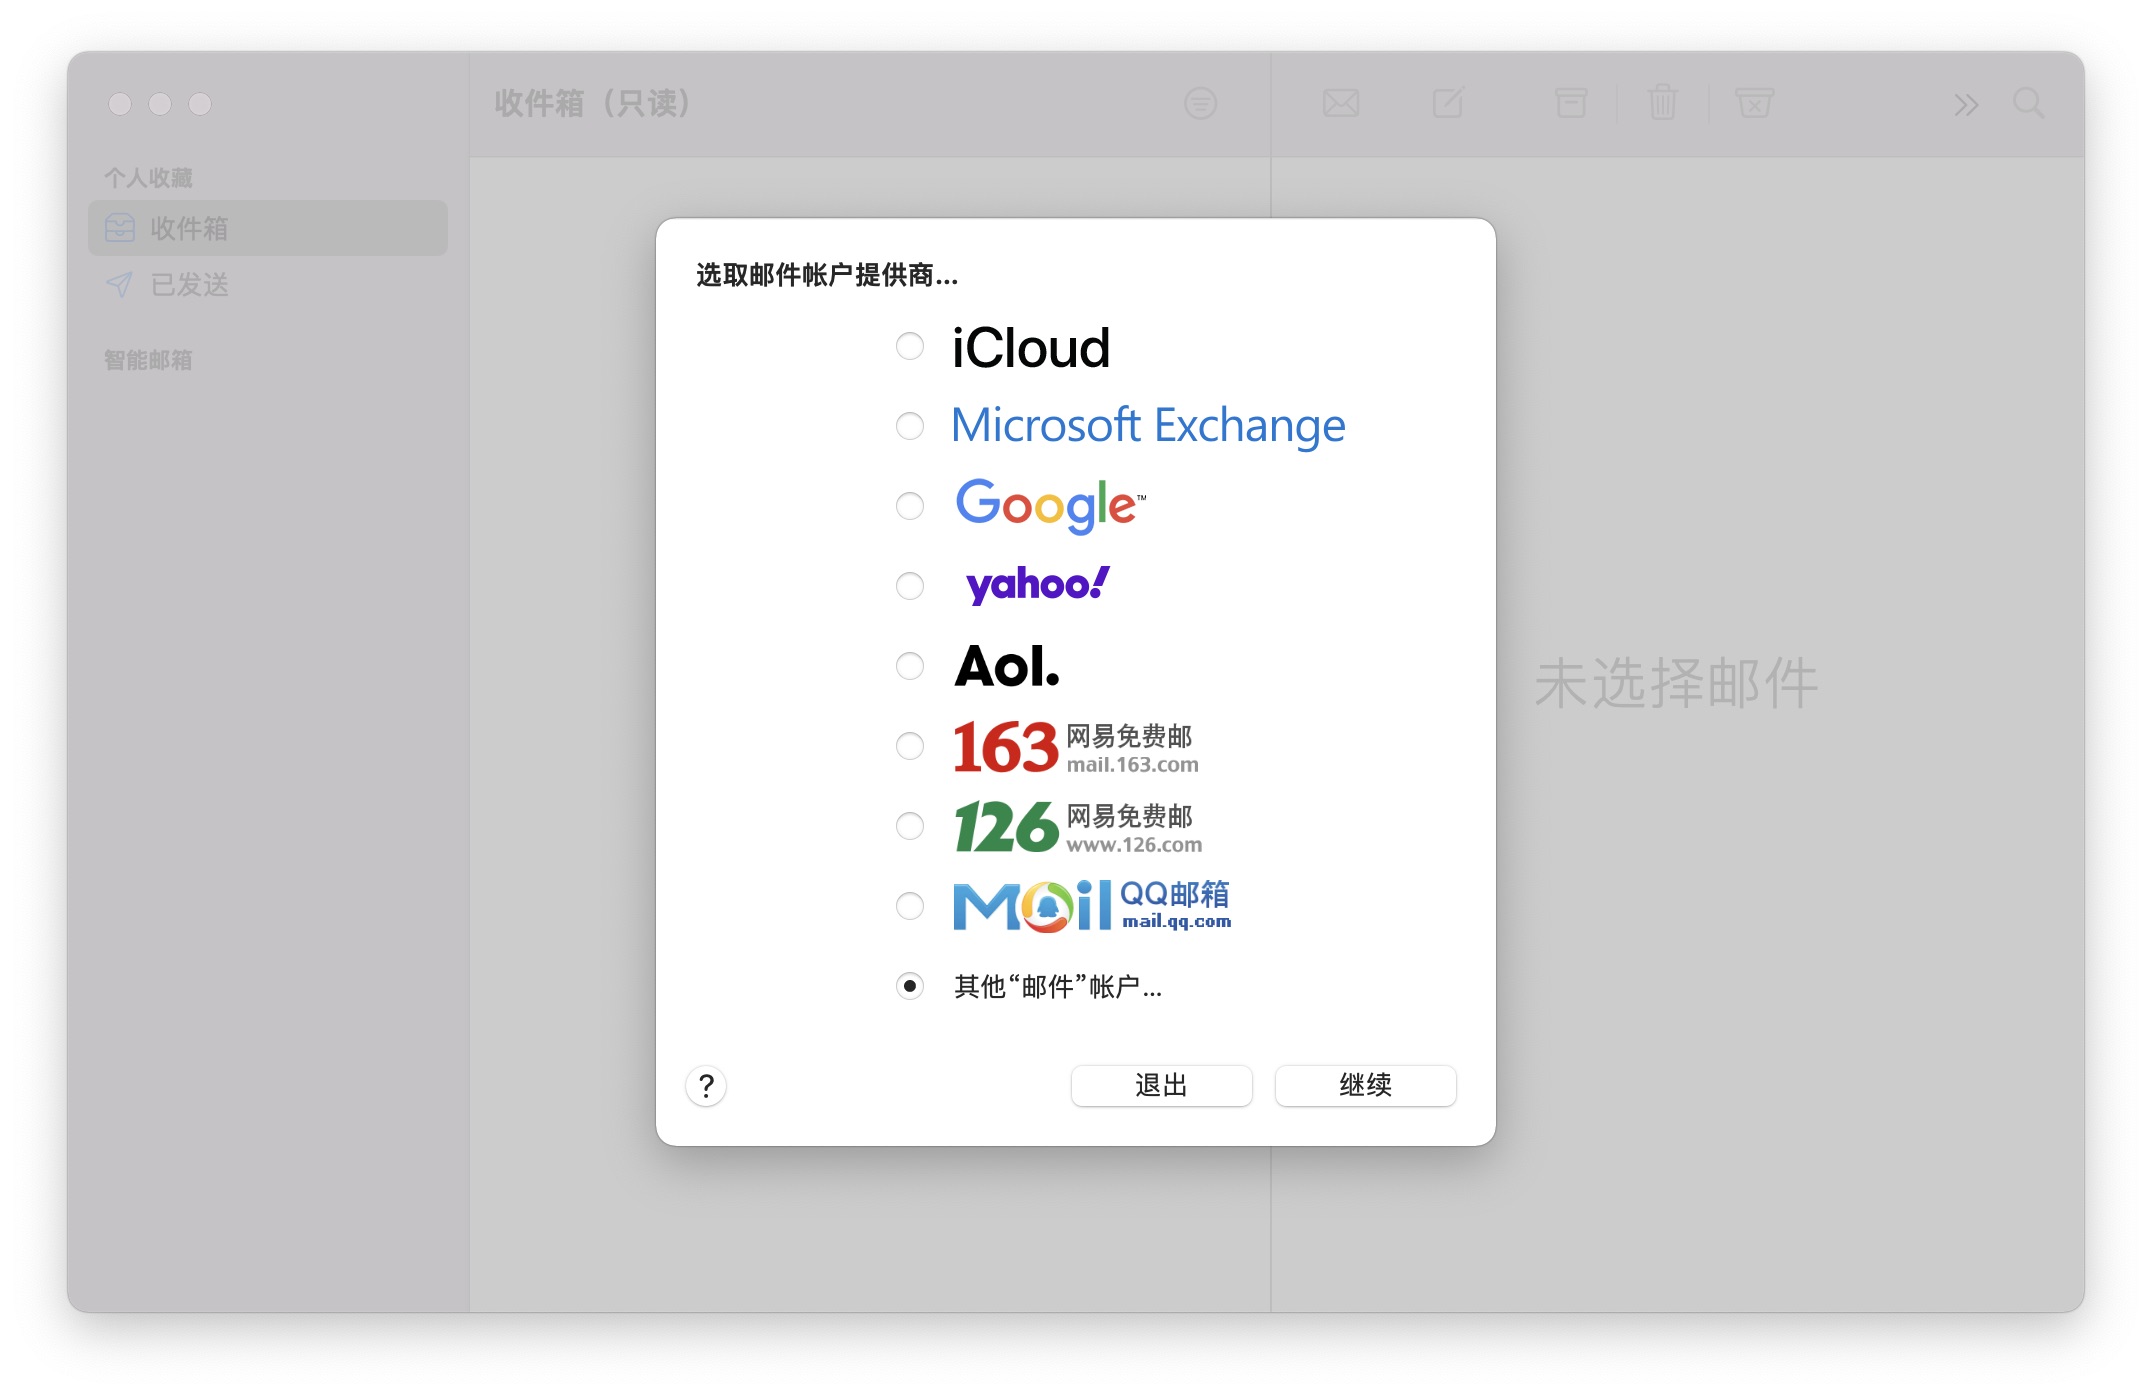 收件箱（只读）
个人收藏
收件箱
已发送
智能邮箱
选取邮件帐户提供商...
iCloud
Microsoft Exchange
Google™
yahoo!
Aol.
163 网易免费邮
mail.163.com
126 网易免费邮
www.126.com
Mail QQ邮箱
mail.qq.com
其他“邮件”帐户...
?
退出
继续
未选择邮件